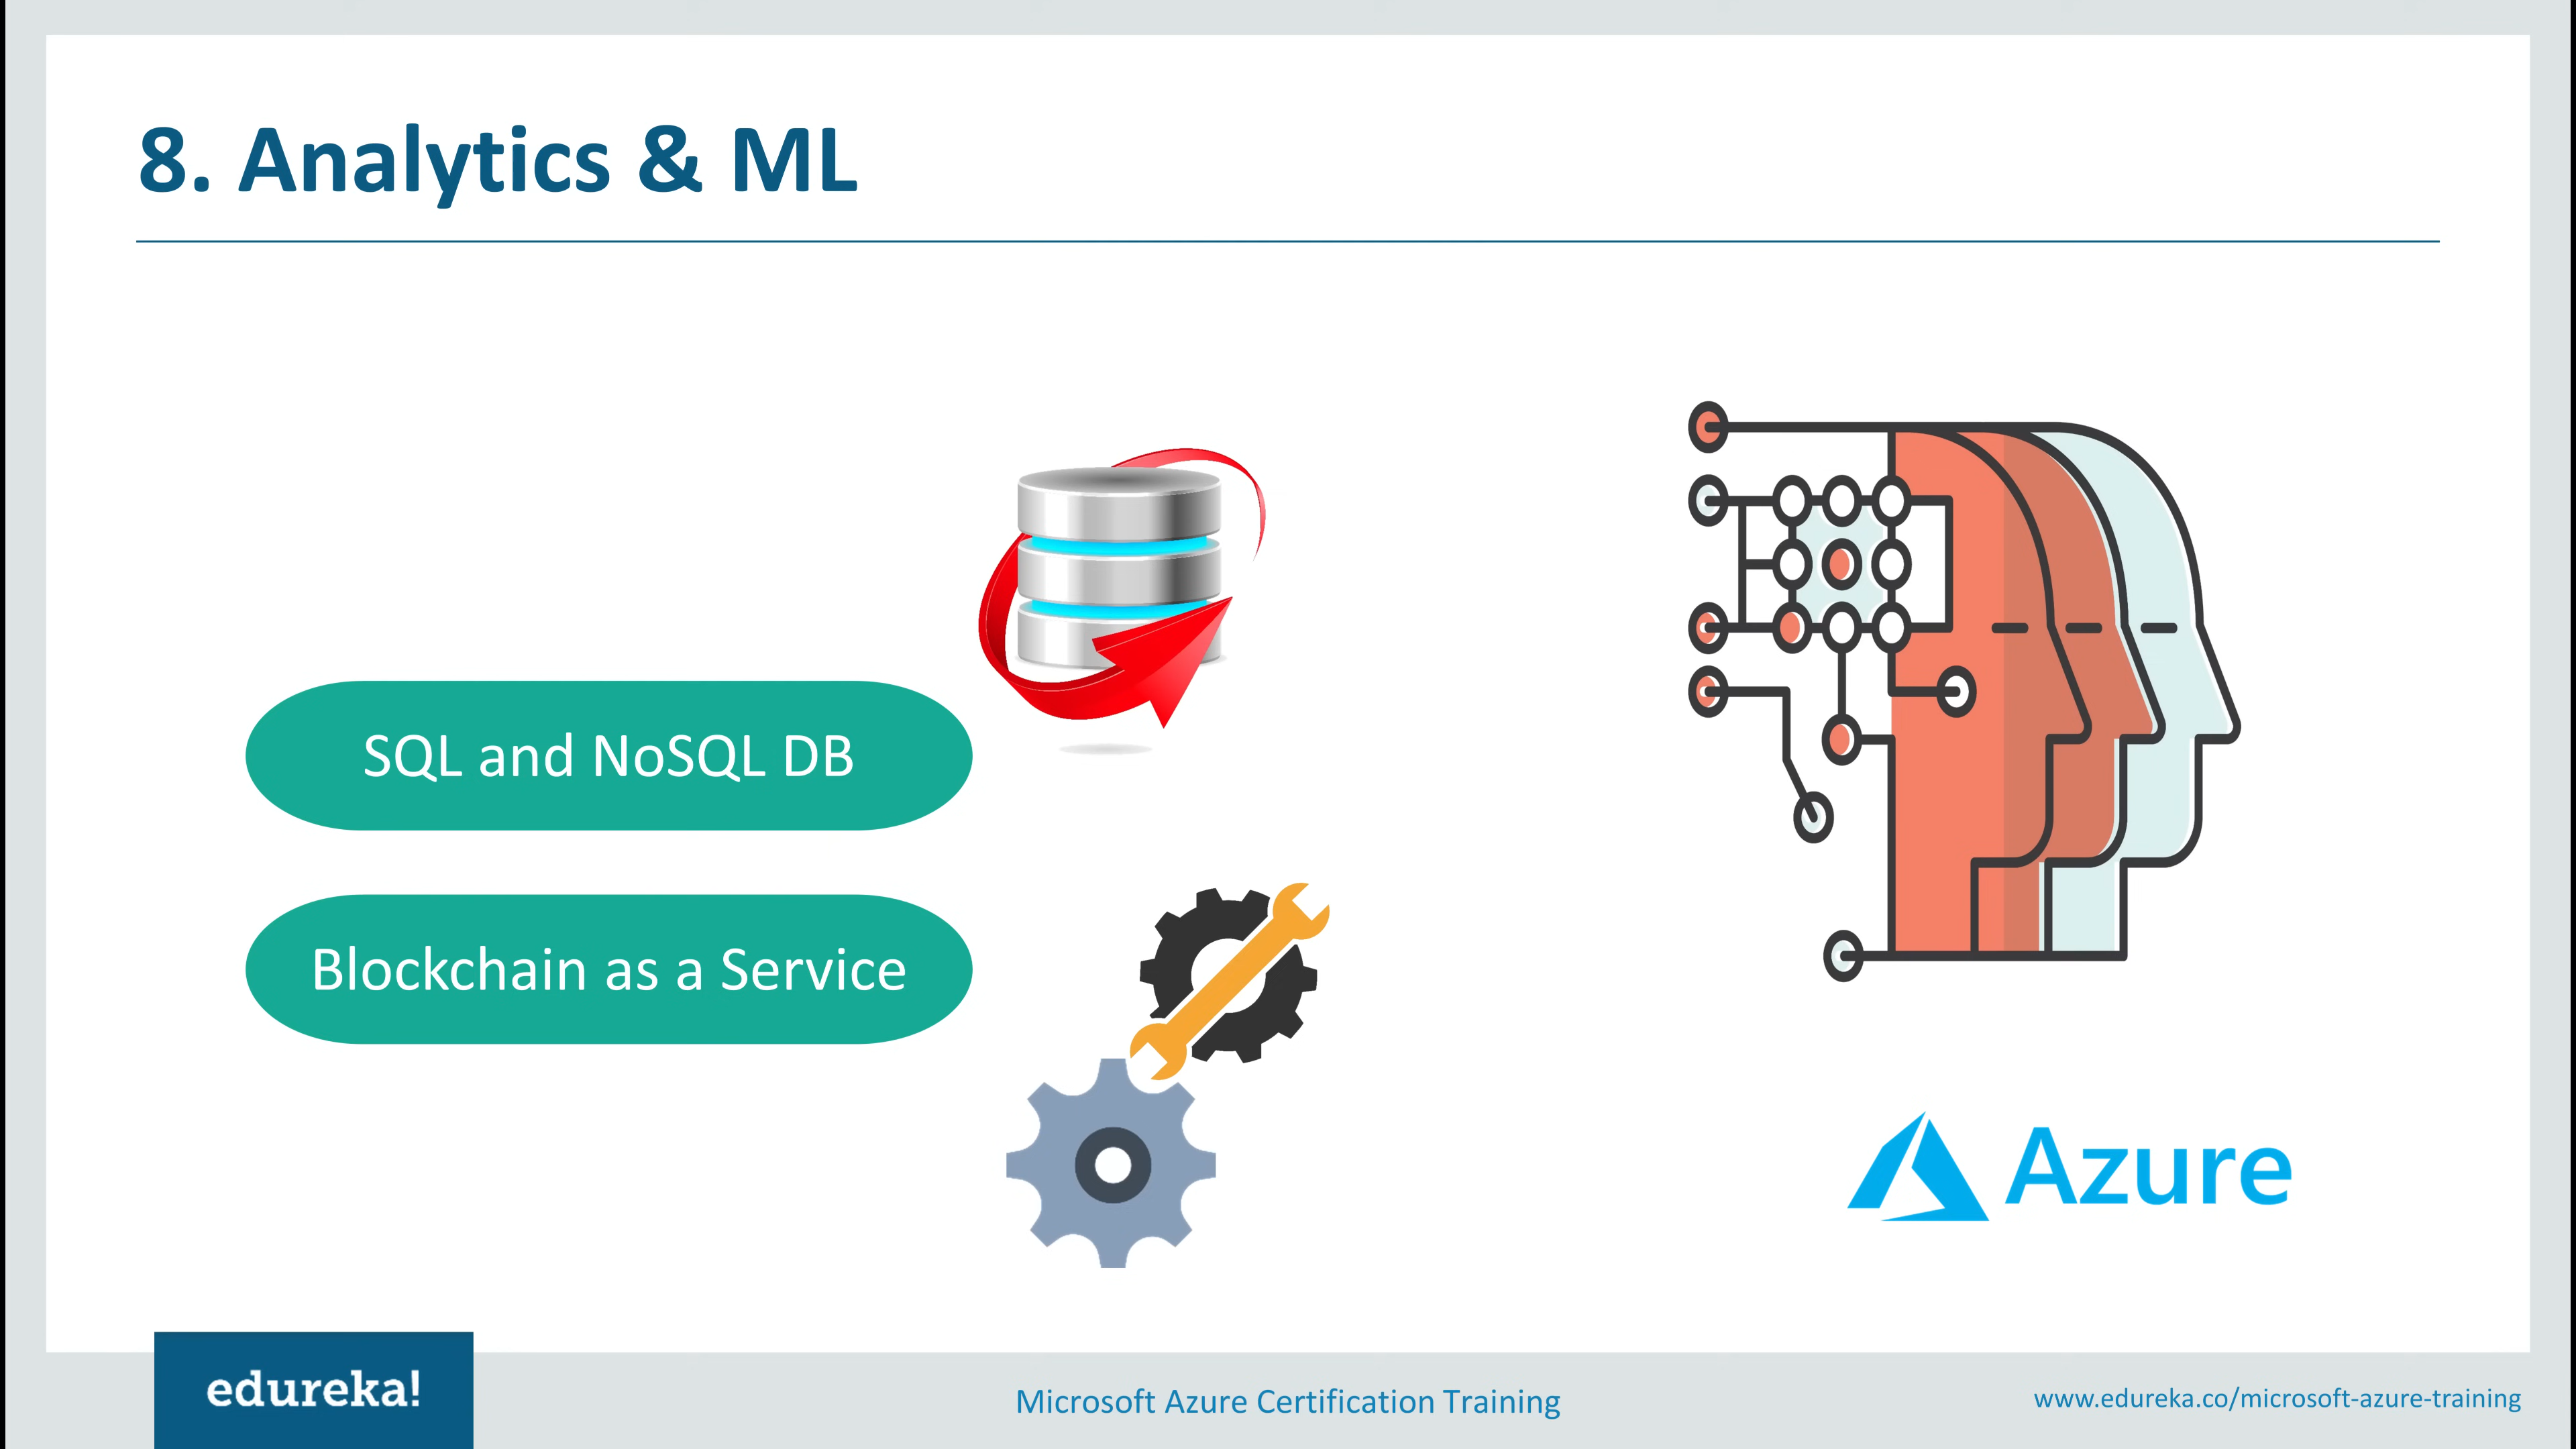 8. Analytics & ML
SQL and NoSQL DB
Blockchain as a Service
Azure
edureka!
Microsoft Azure Certification Training
www.edureka.co/microsoft-azure-training